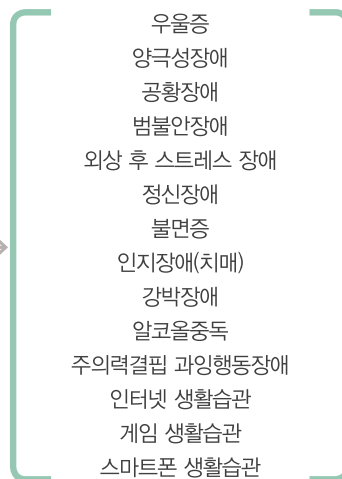 우울증
양극성장애
공황장애
범불안장애
외상 후 스트레스 장애
정신장애
불면증
인지장애(치매)
강박장애
알코올중독
주의력결핍 과잉행동장애
인터넷 생활습관
게임 생활습관
스마트폰 생활습관